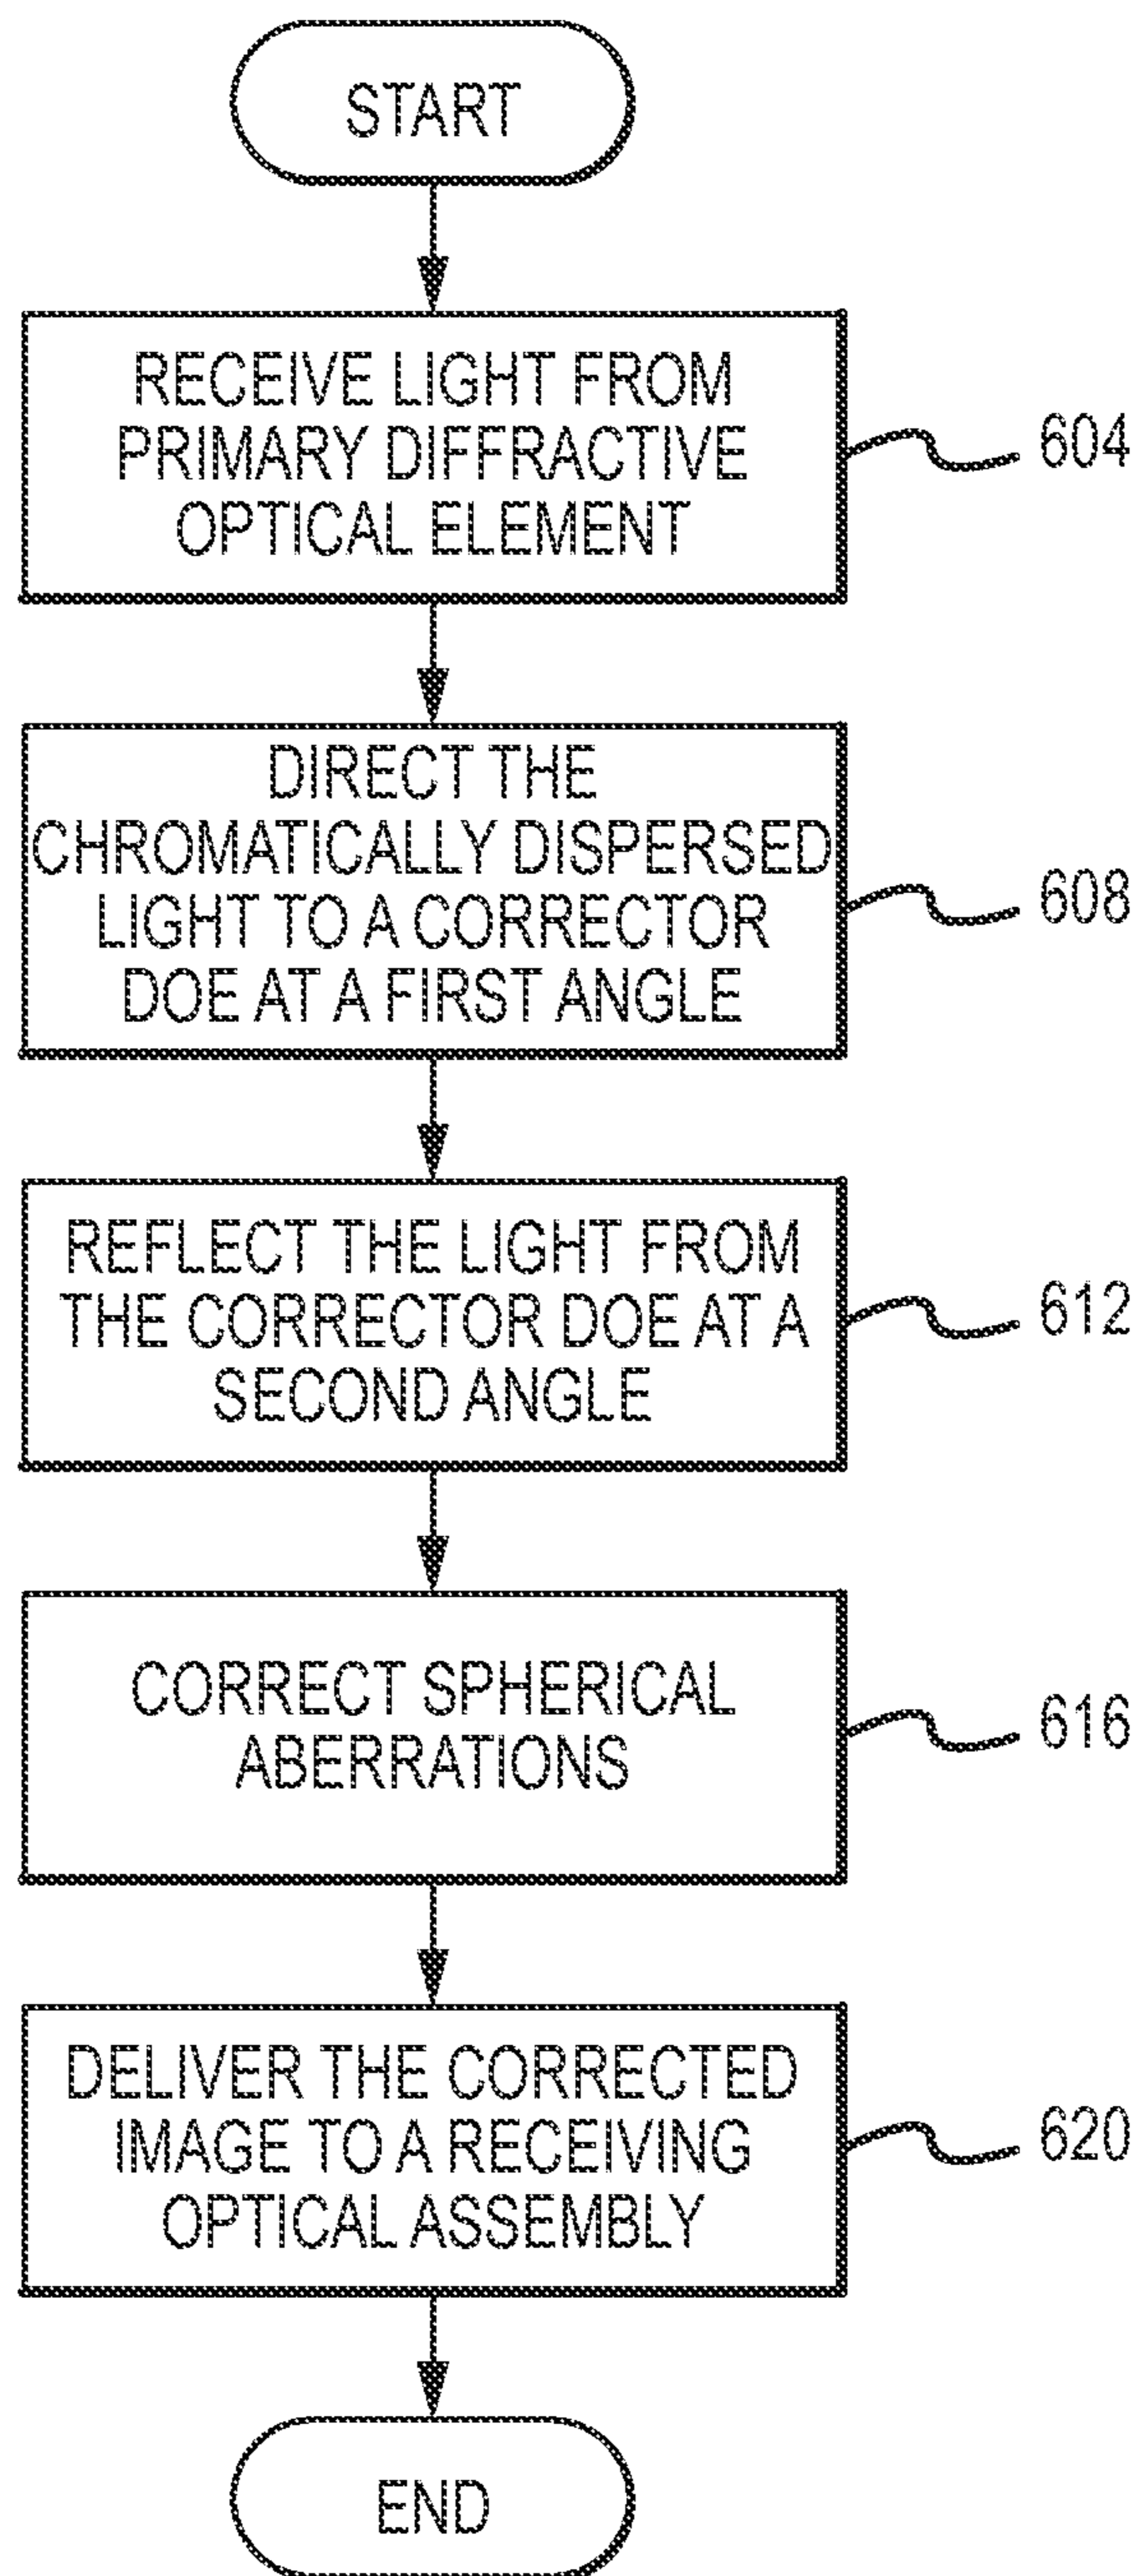 START
RECEIVE LIGHT FROM
PRIMARY DIFFRACTIVE
OPTICAL ELEMENT
604
DIRECT THE
CHROMATICALLY DISPERSED
LIGHT TO A CORRECTOR
DOE AT A FIRST ANGLE
608
REFLECT THE LIGHT FROM
THE CORRECTOR DOE AT A
SECOND ANGLE
612
CORRECT SPHERICAL
ABERRATIONS
616
DELIVER THE CORRECTED
IMAGE TO A RECEIVING
OPTICAL ASSEMBLY
620
END